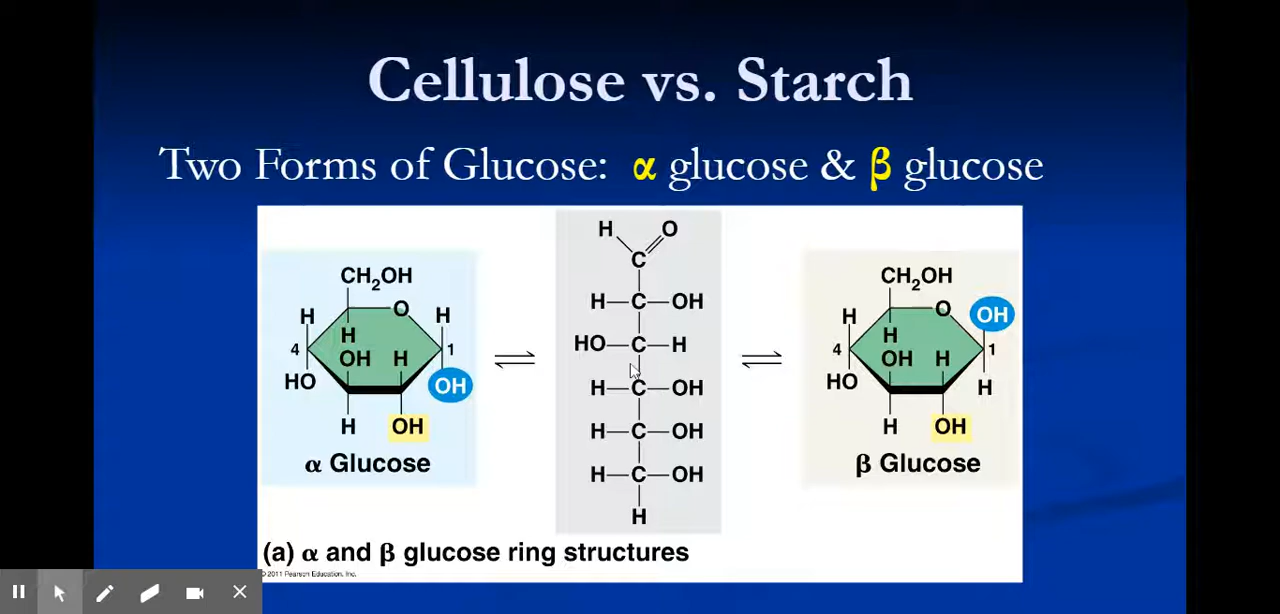 Cellulose vs. Starch
Two Forms of Glucose: α glucose & β glucose
CH₂OH
O
H
H
H
4
OH
H
1
HO
OH
H
OH
α Glucose
H
O
C
H—C—OH
HO—C—H
H—C—OH
H—C—OH
H—C—OH
H
CH₂OH
O
OH
H
H
4
OH
H
1
HO
H
H
OH
β Glucose
(a) α and β glucose ring structures
© 2011 Pearson Education, Inc.